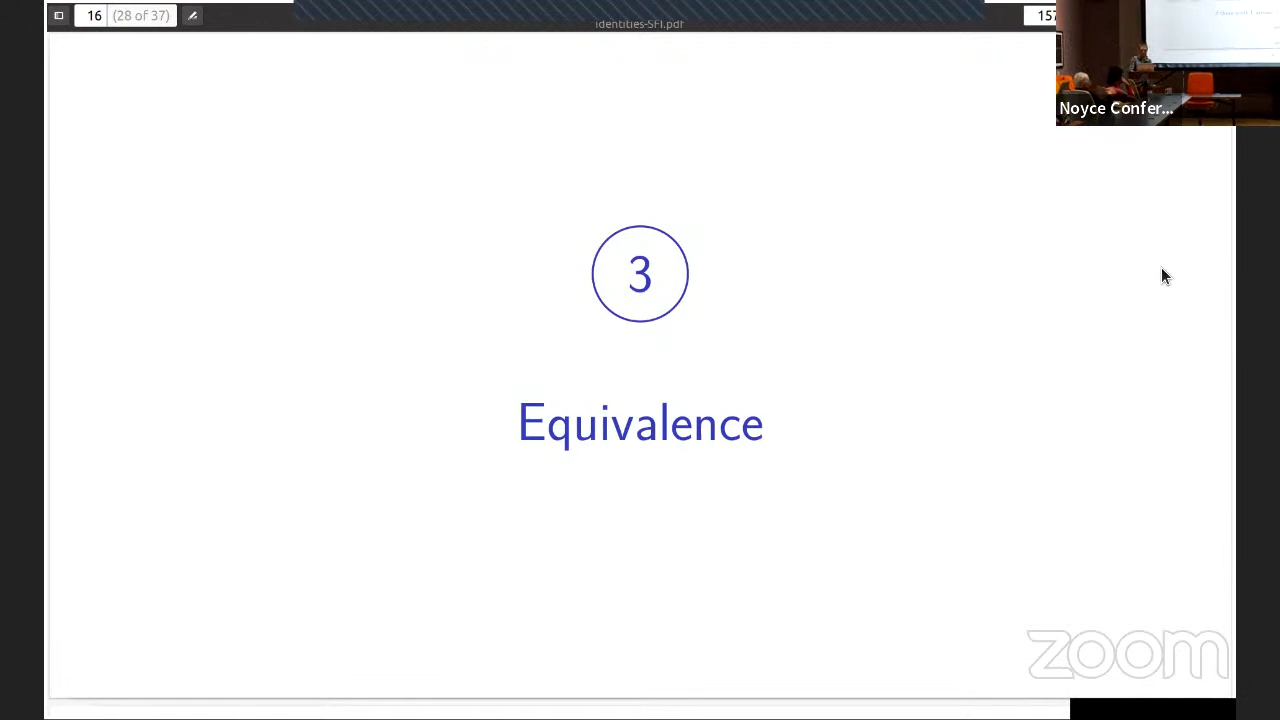 16 (28 of 37)
identities-SFI.pdf
157
Noyce Confer...
3
Equivalence
zoom